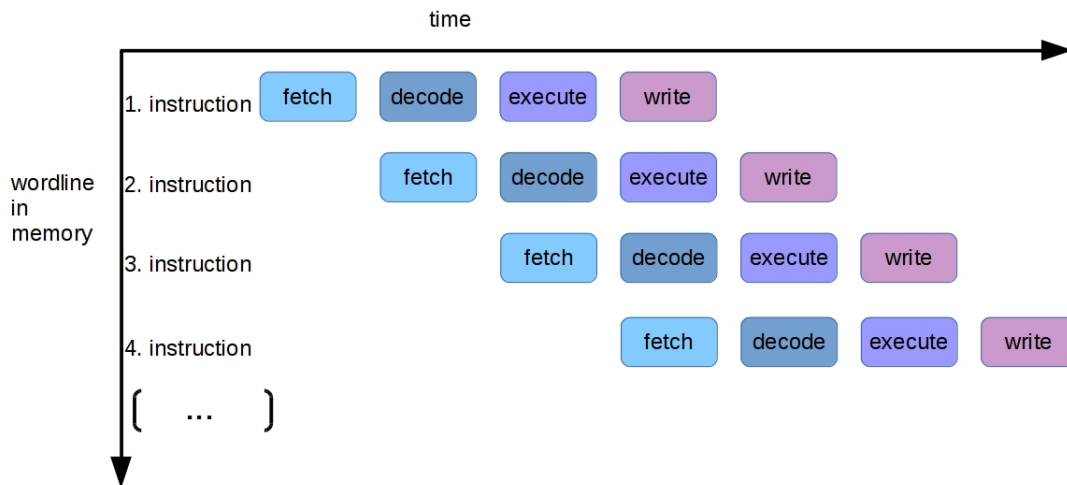 time
1. instruction fetch decode execute write
2. instruction fetch decode execute write
wordline
in
memory
3. instruction fetch decode execute write
4. instruction fetch decode execute write
( ... )